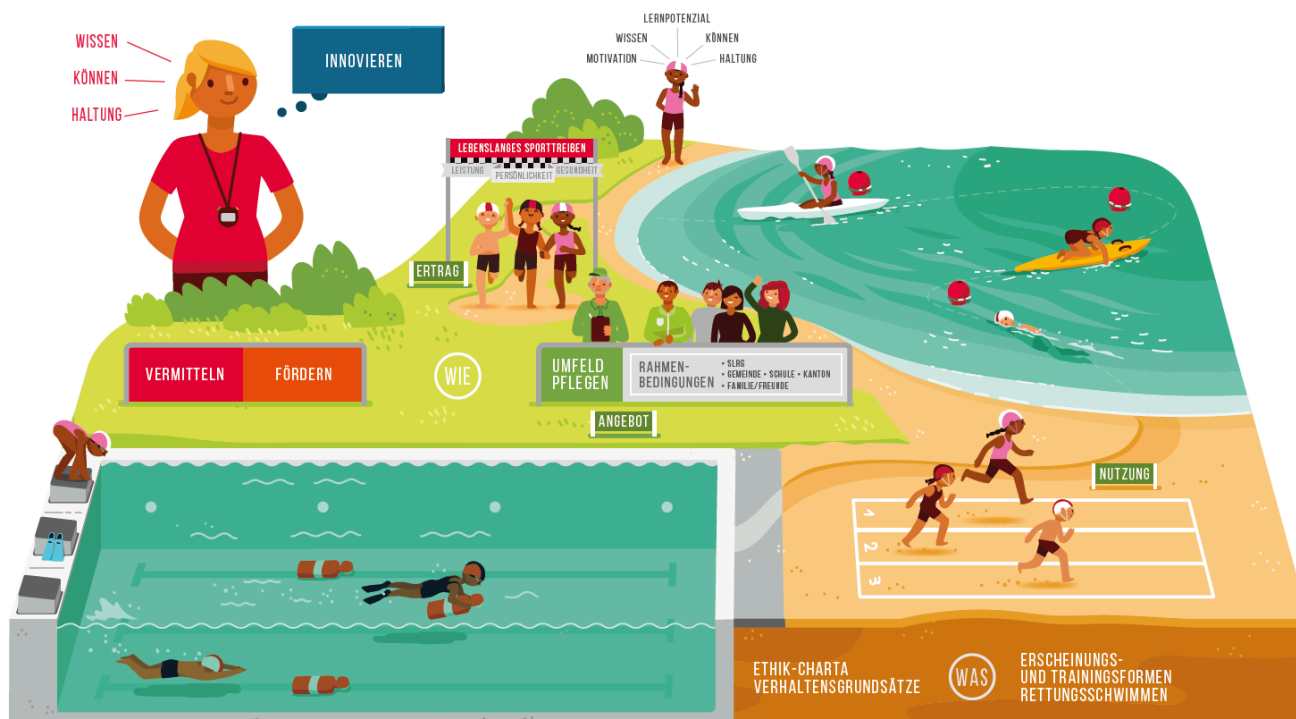 WISSEN
KÖNNEN
HALTUNG
INNOVIEREN
LERNPOTENZIAL
WISSEN
KÖNNEN
MOTIVATION
HALTUNG
LEBENSLANGES SPORTTREIBEN
LEISTUNG
PERSÖNLICHKEIT
GESUNDHEIT
ERTRAG
VERMITTELN
FÖRDERN
WIE
UMFELD
PFLEGEN
RAHMEN-
BEDINGUNGEN
• SLRG
• GEMEINDE • SCHULE • KANTON
• FAMILIE/FREUNDE
ANGEBOT
NUTZUNG
1
2
3
ETHIK-CHARTA
VERHALTENSGRUNDSÄTZE
WAS
ERSCHEINUNGS-
UND TRAININGSFORMEN
RETTUNGSSCHWIMMEN